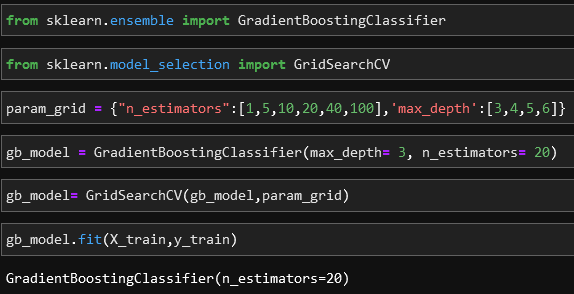 from sklearn.ensemble import GradientBoostingClassifier
from sklearn.model_selection import GridSearchCV
param_grid = {"n_estimators":[1,5,10,20,40,100],'max_depth':[3,4,5,6]}
gb_model = GradientBoostingClassifier(max_depth= 3, n_estimators= 20)
gb_model= GridSearchCV(gb_model,param_grid)
gb_model.fit(X_train,y_train)
GradientBoostingClassifier(n_estimators=20)